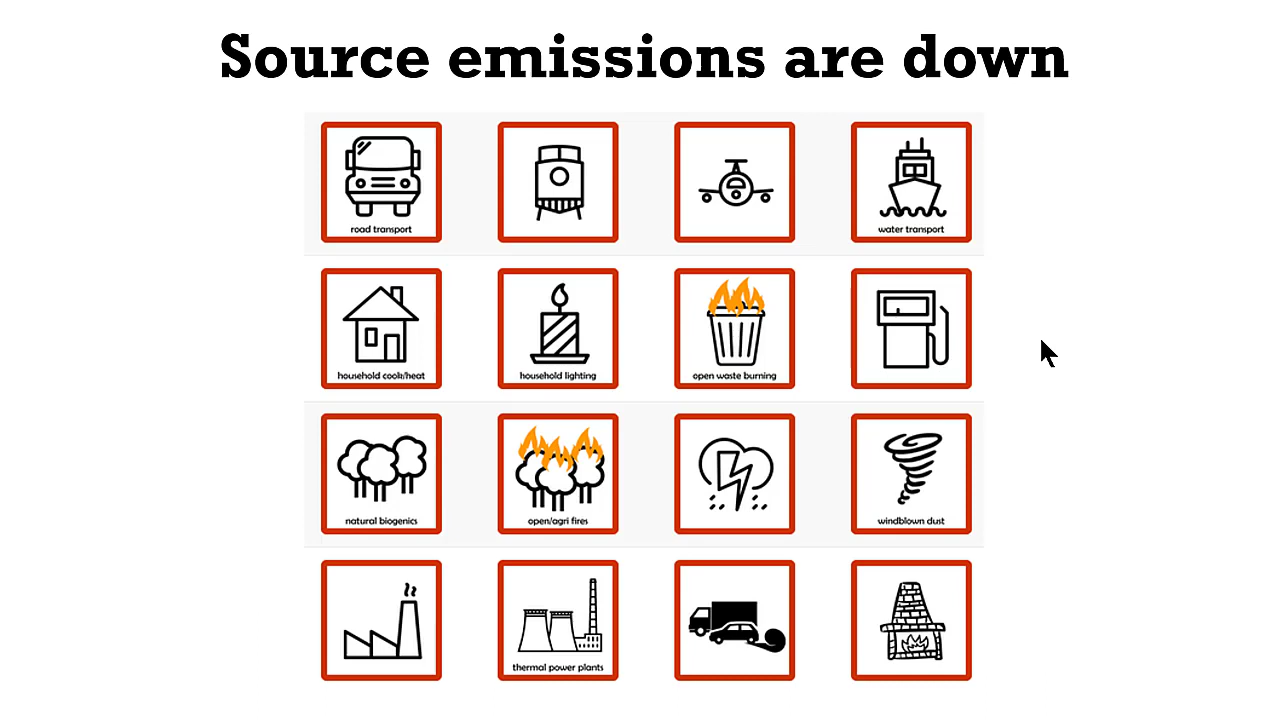 Source emissions are down
road transport
water transport
household cook/heat
household lighting
open waste burning
natural biogenics
open/agri fires
windblown dust
thermal power plants